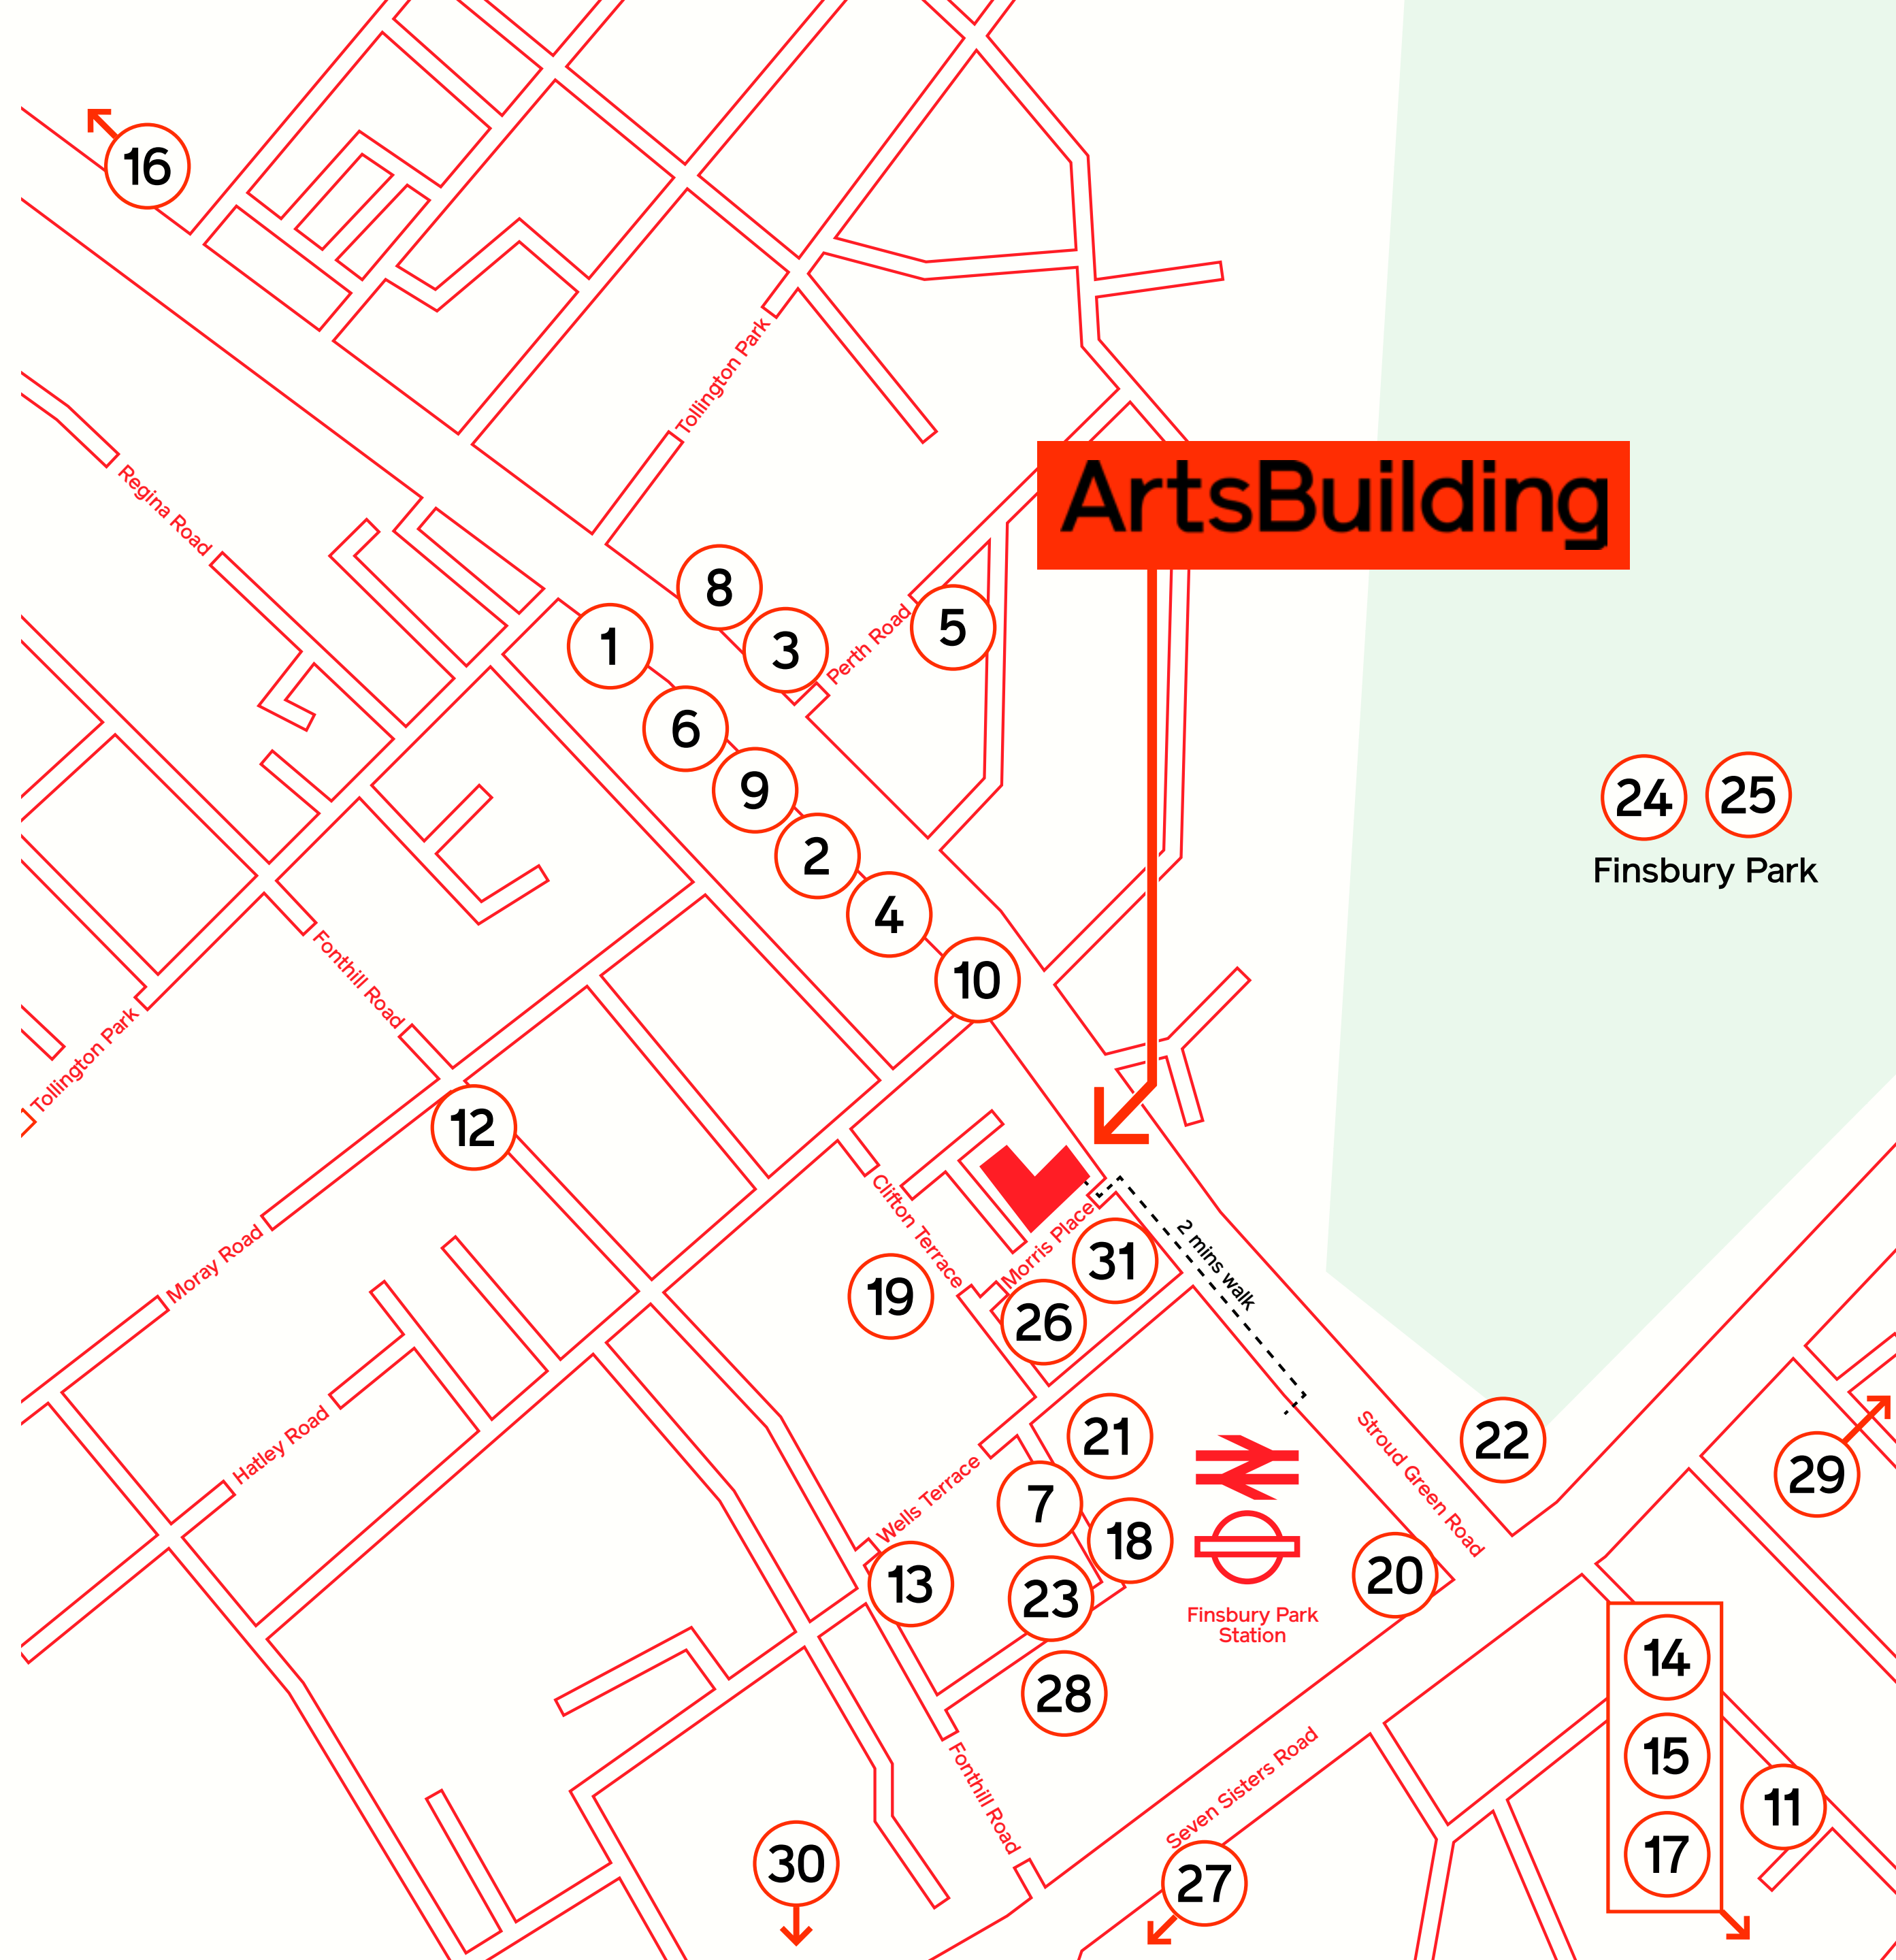 16
Tollington Park
ArtsBuilding
Regina Road
8
1
3
5
Perth Road
6
9
24
25
Finsbury Park
2
4
10
Fonthill Road
Tollington Park
12
Clifton Terrace
Morris Place
31
2 mins walk
Moray Road
19
26
Hatley Road
21
Stroud Green Road
22
29
Wells Terrace
7
18
13
23
20
Finsbury Park
Station
28
14
15
17
11
Fonthill Road
Seven Sisters Road
30
27